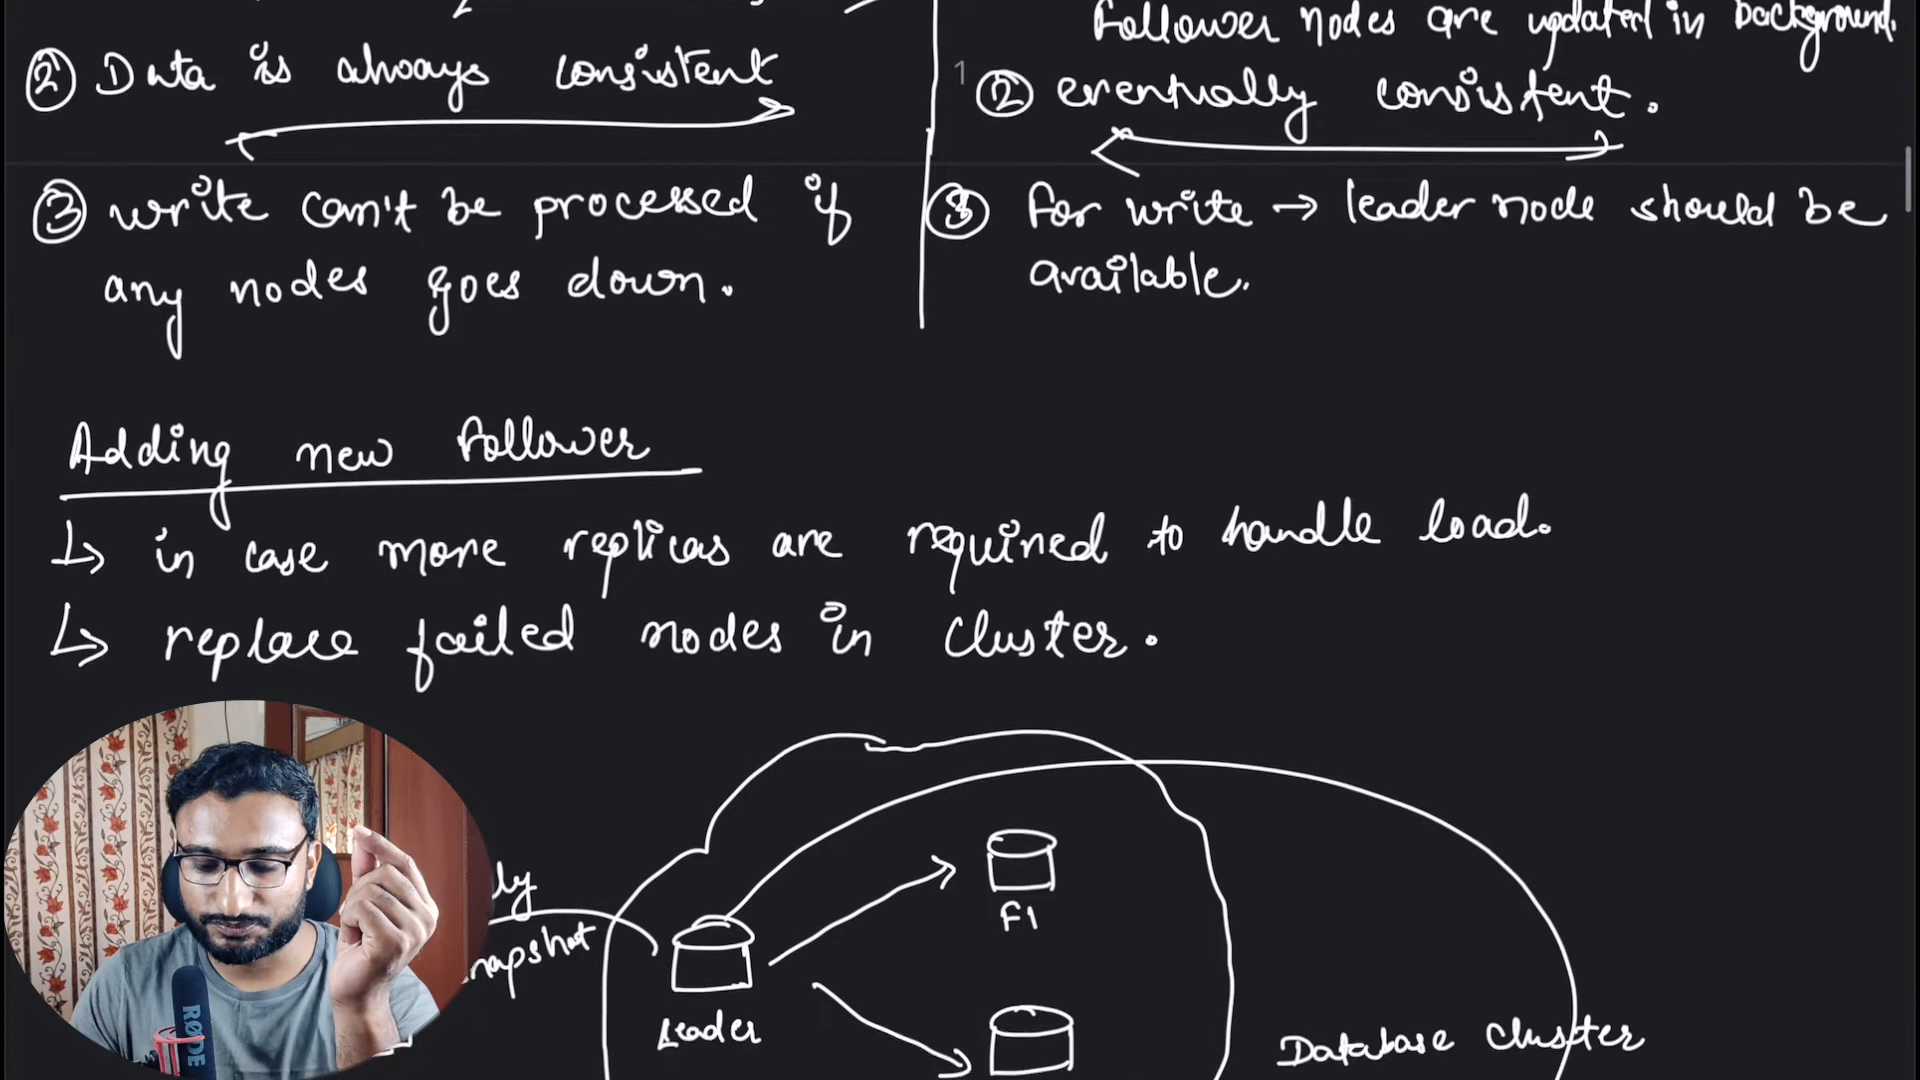 ② Data is always consistent
③ write can't be processed if
any nodes goes down.
Follower nodes are updated in background.
1
② eventually consistent.
③ for write → leader node should be
available.
Adding new follower
↳ in case more replicas are required to handle load.
↳ replace failed nodes in cluster.
F1
Leader
Database cluster
RØDE